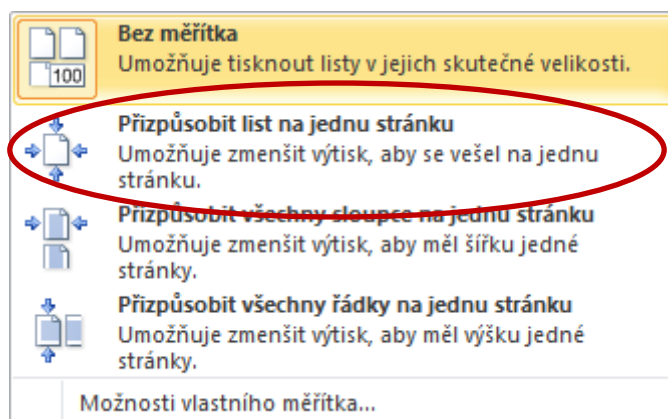 Bez měřítka
100
Umožňuje tisknout listy v jejich skutečné velikosti.
Přizpůsobit list na jednu stránku
Umožňuje zmenšit výtisk, aby se vešel na jednu
stránku.
Přizpůsobit všechny sloupce na jednu stránku
Umožňuje zmenšit výtisk, aby měl šířku jedné
stránky.
Přizpůsobit všechny řádky na jednu stránku
Umožňuje zmenšit výtisk, aby měl výšku jedné
stránky.
Možnosti vlastního měřítka...